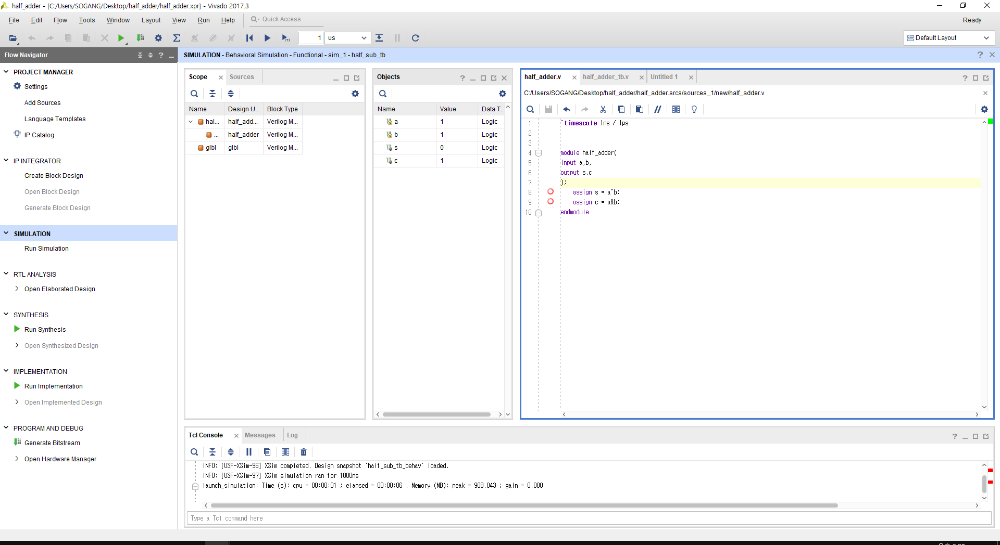 half_adder - [C:/Users/SOGANG/Desktop/half_adder/half_adder.xpr] - Vivado 2017.3
File Edit Flow Tools Window Layout View Run Help Quick Access
Ready
1 us
Default Layout
Flow Navigator
PROJECT MANAGER
Settings
Add Sources
Language Templates
IP Catalog
IP INTEGRATOR
Create Block Design
Open Block Design
Generate Block Design
SIMULATION
Run Simulation
RTL ANALYSIS
Open Elaborated Design
SYNTHESIS
Run Synthesis
Open Synthesized Design
IMPLEMENTATION
Run Implementation
Open Implemented Design
PROGRAM AND DEBUG
Generate Bitstream
Open Hardware Manager
SIMULATION - Behavioral Simulation - Functional - sim_1 - half_sub_tb
Scope Sources
Name Design U... Block Type
hal... half_add... Verilog M...
... half_adder Verilog M...
glbl glbl Verilog M...
Objects
Name Value Data T...
a 1 Logic
b 1 Logic
s 0 Logic
c 1 Logic
half_adder.v half_adder_tb.v Untitled 1
C:/Users/SOGANG/Desktop/half_adder/half_adder.srcs/sources_1/new/half_adder.v
1 `timescale 1ns / 1ps
2
3
4 module half_adder(
5 input a,b,
6 output s,c
7 );
8 assign s = a^b;
9 assign c = a&b;
10 endmodule
Tcl Console Messages Log
INFO: [USF-XSim-96] XSim completed. Design snapshot 'half_sub_tb_behav' loaded.
INFO: [USF-XSim-97] XSim simulation ran for 1000ns
launch_simulation: Time (s): cpu = 00:00:01 ; elapsed = 00:00:06 . Memory (MB): peak = 908.043 ; gain = 0.000
Type a Tcl command here